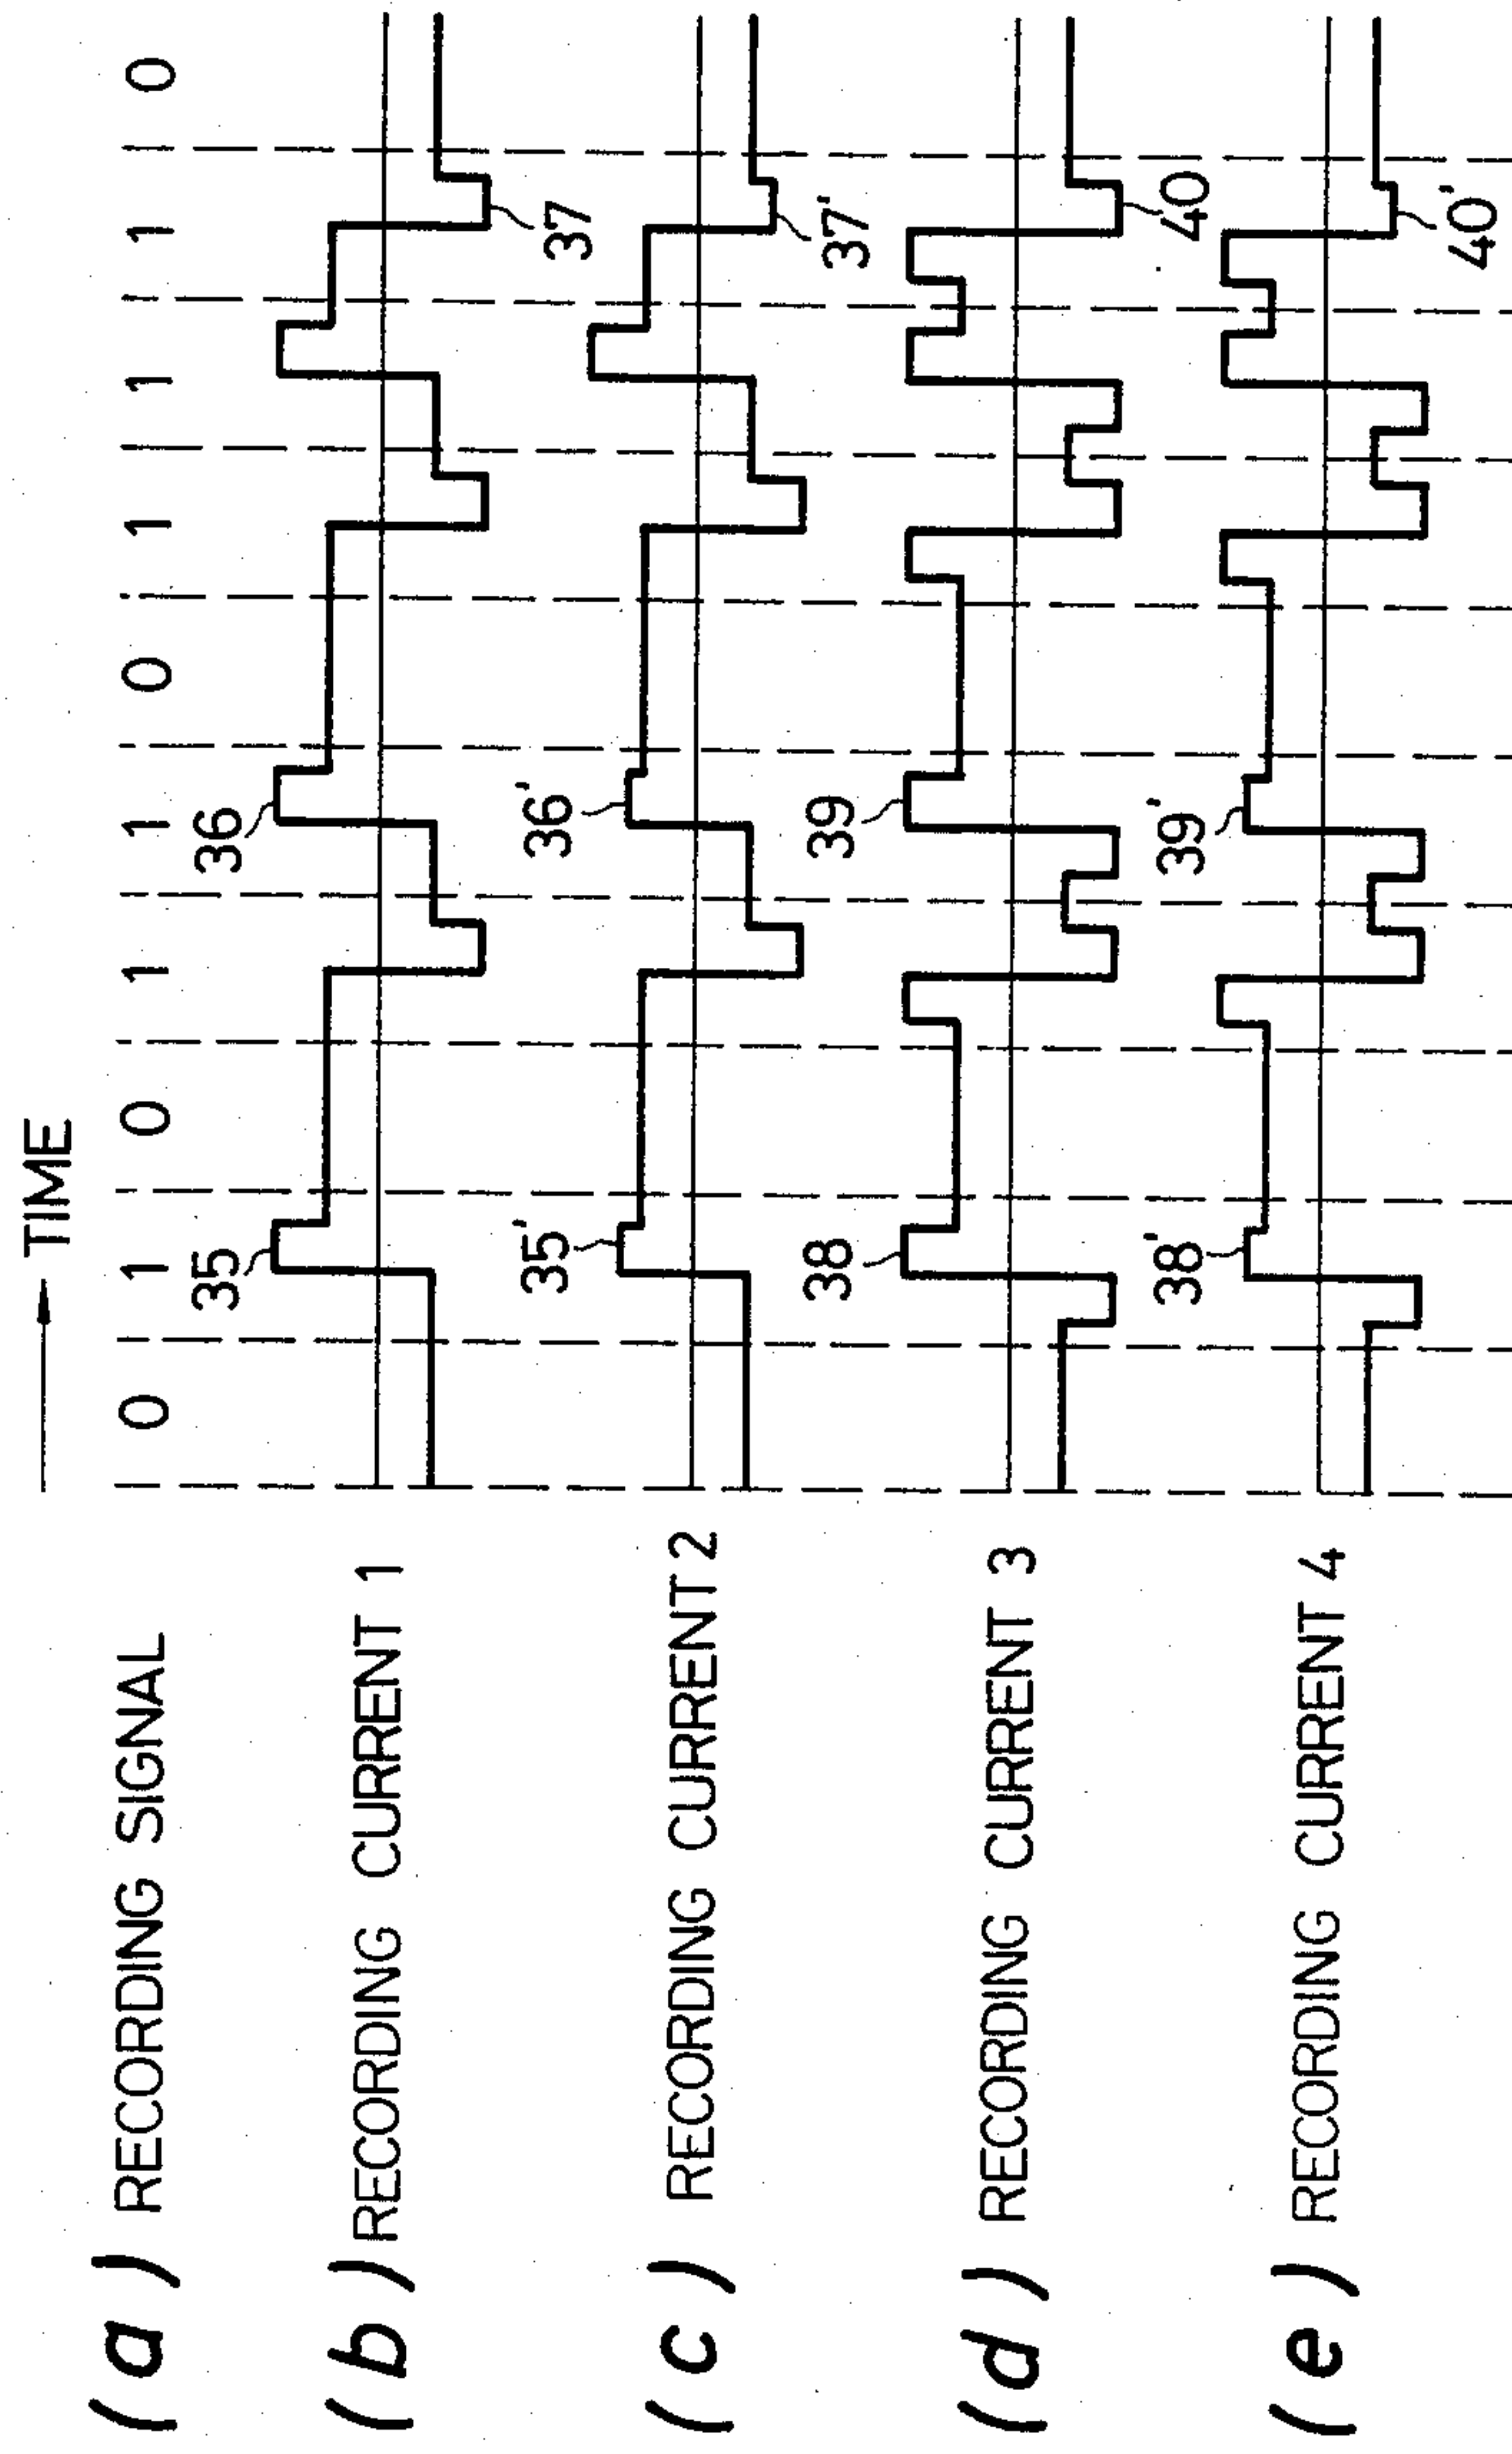 TIME
(a) RECORDING SIGNAL 0 1 0 1 1 0 1 1 1 0
(b) RECORDING CURRENT 1
35 36 37
(c) RECORDING CURRENT 2
35' 36' 37'
(d) RECORDING CURRENT 3
38 39 40
(e) RECORDING CURRENT 4
38' 39' 40'